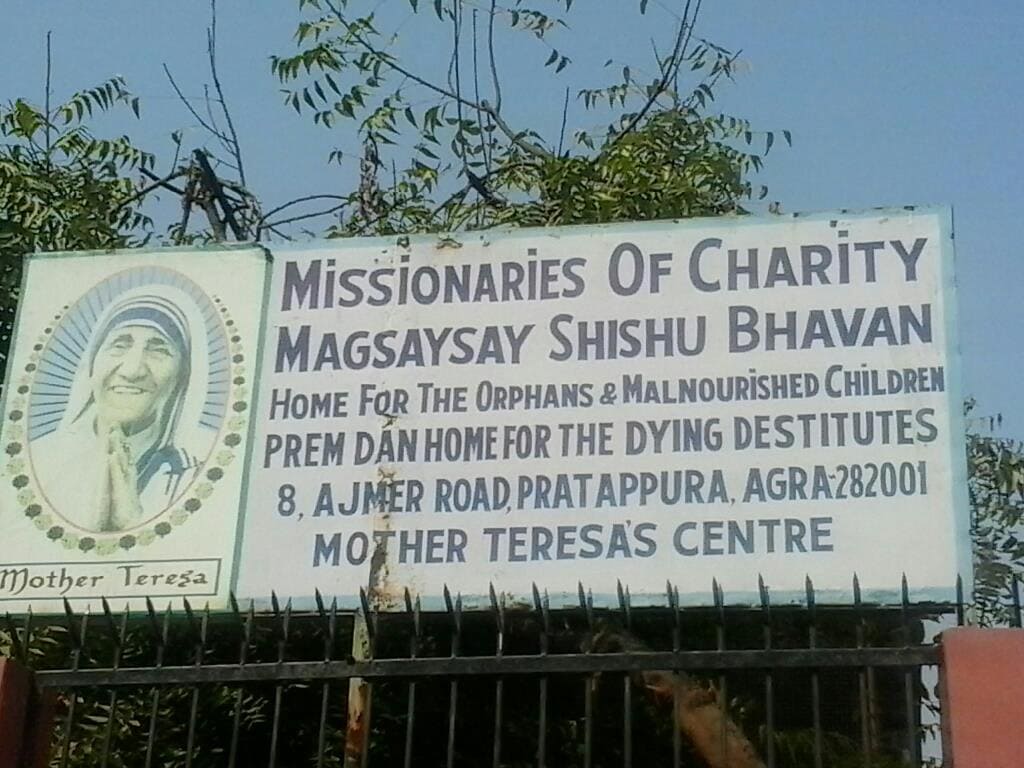 MISSIONARIES OF CHARITY
MAGSAYSAY SHISHU BHAVAN
HOME FOR THE ORPHANS & MALNOURISHED CHILDREN
PREM DAN HOME FOR THE DYING DESTITUTES
8, AJMER ROAD, PRATAPPURA, AGRA-282001
MOTHER TERESA'S CENTRE
Mother Teresa